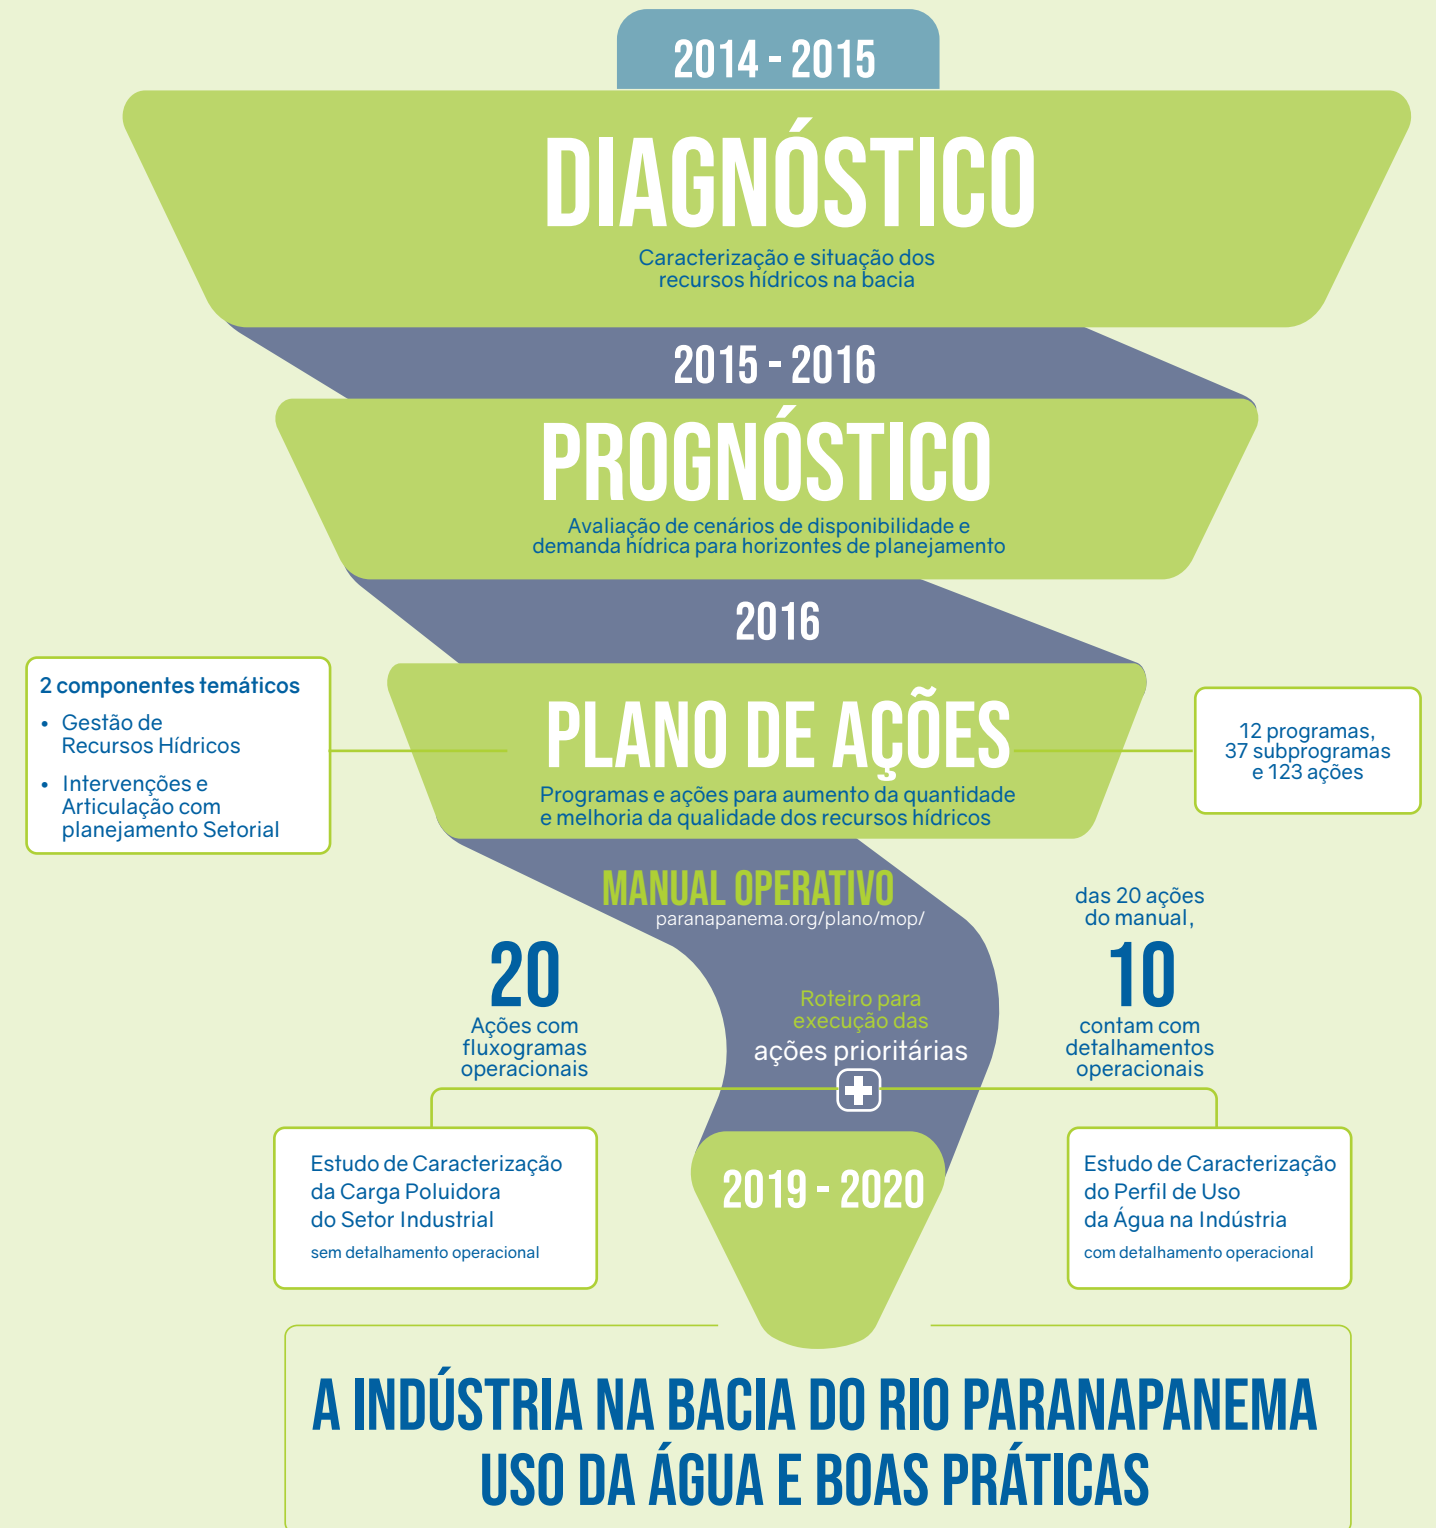 2014 - 2015
DIAGNÓSTICO
Caracterização e situação dos
recursos hídricos na bacia
2015 - 2016
PROGNÓSTICO
Avaliação de cenários de disponibilidade e
demanda hídrica para horizontes de planejamento
2016
2 componentes temáticos
• Gestão de
Recursos Hídricos
• Intervenções e
Articulação com
planejamento Setorial
PLANO DE AÇÕES
Programas e ações para aumento da quantidade
e melhoria da qualidade dos recursos hídricos
12 programas,
37 subprogramas
e 123 ações
MANUAL OPERATIVO
paranapanema.org/plano/mop/
20
Ações com
fluxogramas
operacionais
Roteiro para
execução das
ações prioritárias
das 20 ações
do manual,
10
contam com
detalhamentos
operacionais
Estudo de Caracterização
da Carga Poluidora
do Setor Industrial
sem detalhamento operacional
2019 - 2020
Estudo de Caracterização
do Perfil de Uso
da Água na Indústria
com detalhamento operacional
A INDÚSTRIA NA BACIA DO RIO PARANAPANEMA
USO DA ÁGUA E BOAS PRÁTICAS